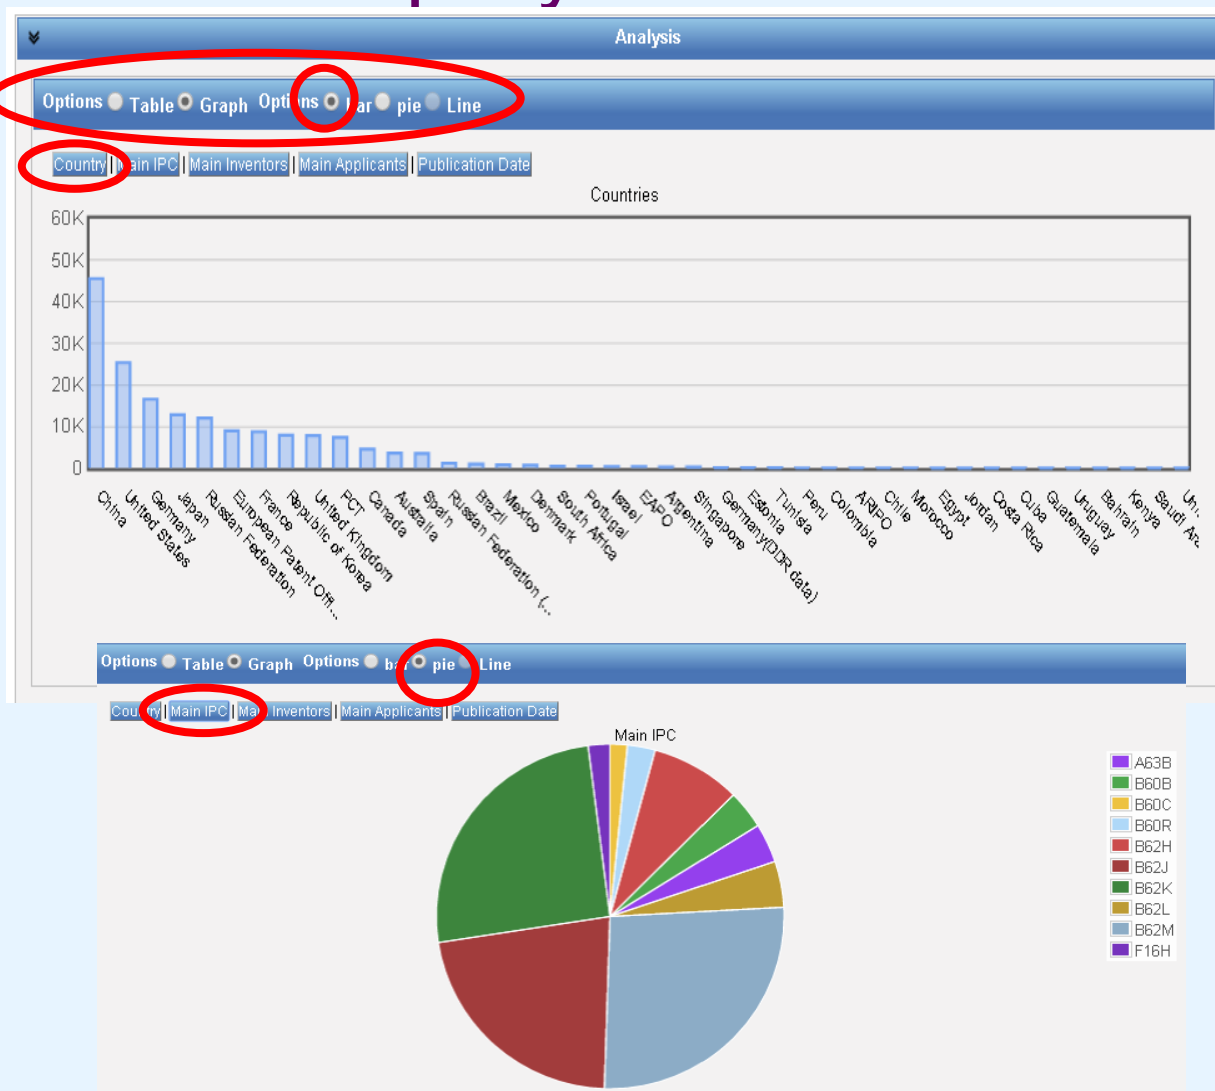 Analysis
Options Table Graph Options bar pie Line
Country | Main IPC | Main Inventors | Main Applicants | Publication Date
Countries
60K
50K
40K
30K
20K
10K
0
China
United States
Germany
Japan
Russian Federation
European Patent Offi...
France
Republic of Korea
United Kingdom
PCT
Canada
Australia
Spain
Russian Federation (...
Brazil
Mexico
Denmark
South Africa
Portugal
Israel
EAPO
Argentina
Singapore
Germany(DDR data)
Estonia
Tunisia
Peru
Colombia
ARIPO
Chile
Morocco
Egypt
Jordan
Costa Rica
Cuba
Guatemala
Uruguay
Bahrain
Kenya
Saudi Ara
Un..
Options Table Graph Options bar pie Line
Country | Main IPC | Main Inventors | Main Applicants | Publication Date
Main IPC
A63B
B60B
B60C
B60R
B62H
B62J
B62K
B62L
B62M
F16H